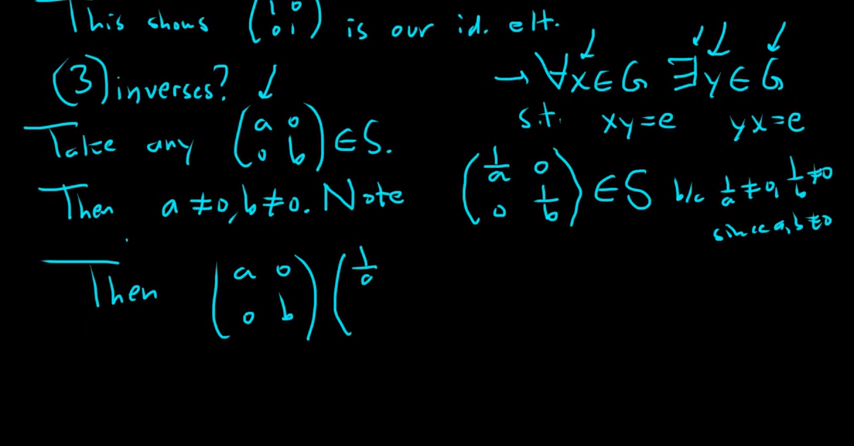 This shows (1 0
0 1) is our id. elt.
(3) inverses? ↓
→ ∀x∈G ∃y∈G
s.t. xy=e yx=e
Take any (a 0
0 b) ∈S.
Then a≠0, b≠0. Note
(1/a 0
0 1/b) ∈S b/c 1/a≠0, 1/b≠0
since a, b≠0
Then (a 0
0 b) (1/a